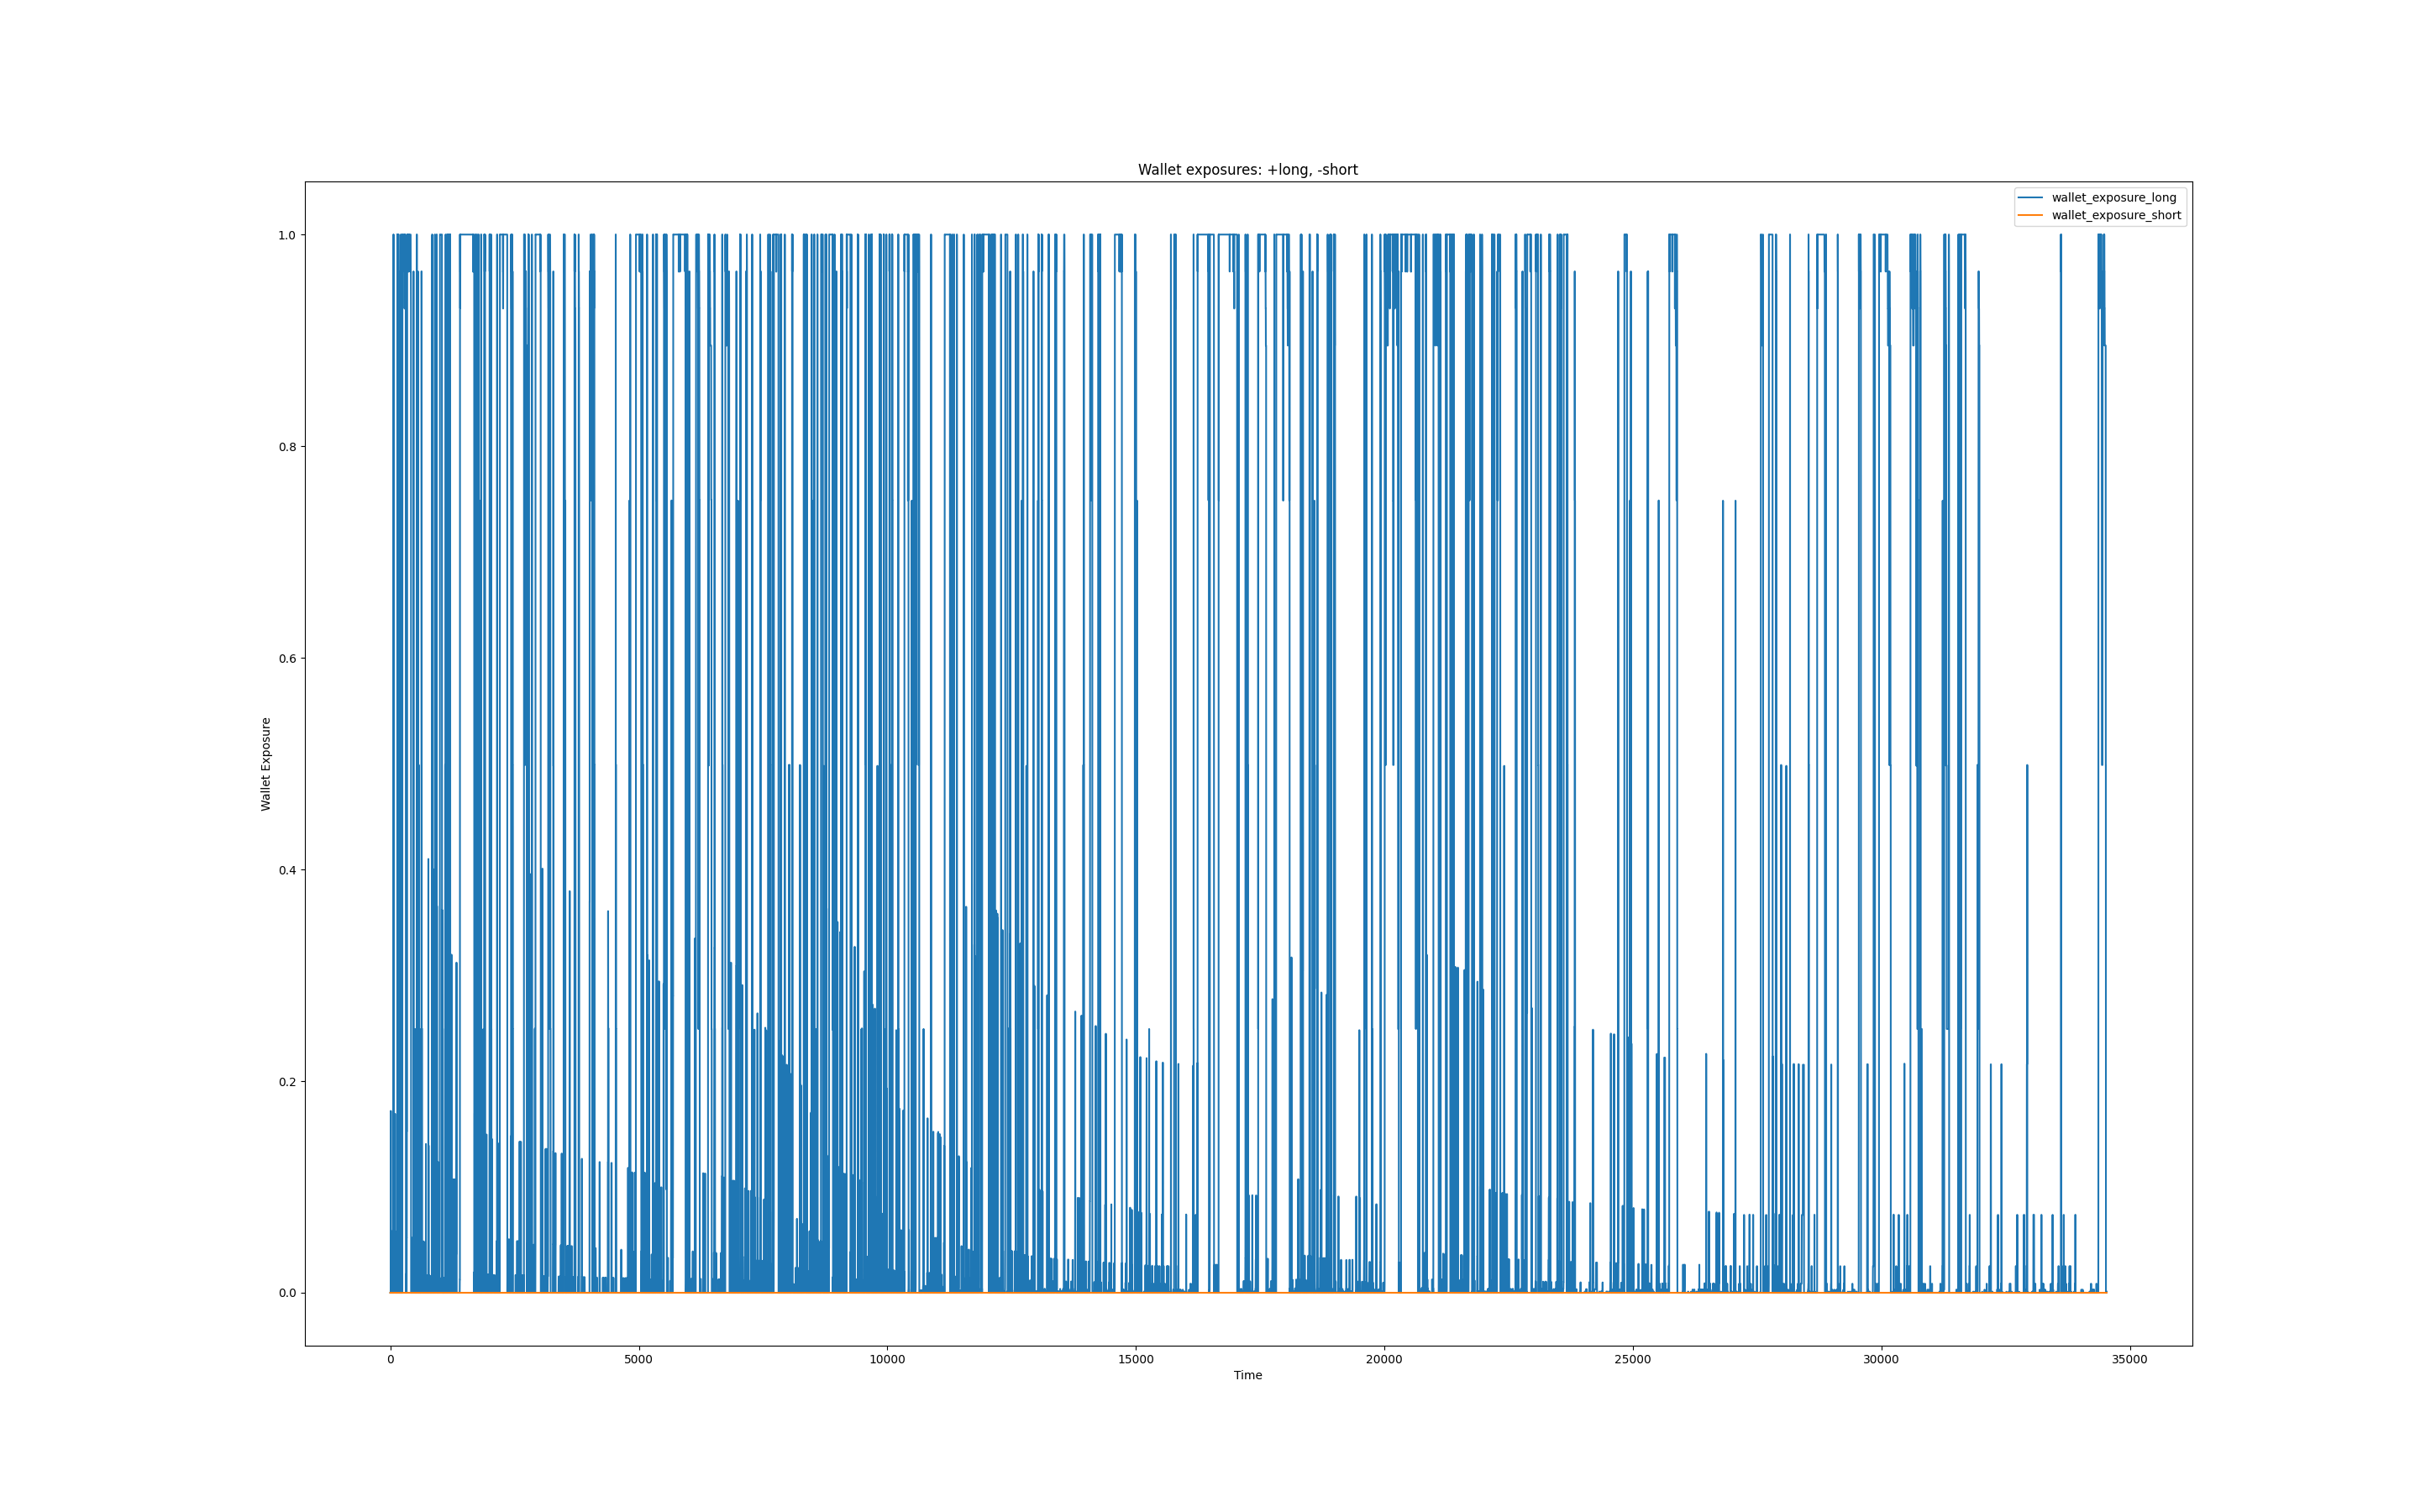 Wallet exposures: +long, -short
wallet_exposure_long
wallet_exposure_short
1.0
0.8
0.6
0.4
0.2
0.0
Wallet Exposure
0 5000 10000 15000 20000 25000 30000 35000
Time